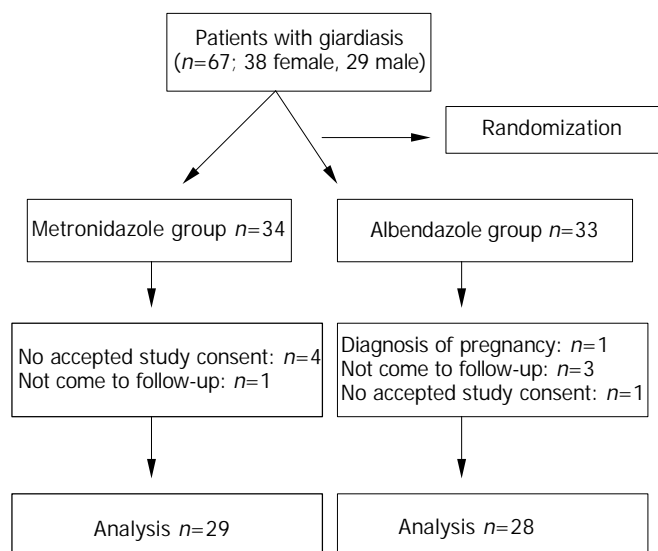 Patients with giardiasis
(n=67; 38 female, 29 male)
Randomization
Metronidazole group n=34
Albendazole group n=33
No accepted study consent: n=4
Not come to follow-up: n=1
Diagnosis of pregnancy: n=1
Not come to follow-up: n=3
No accepted study consent: n=1
Analysis n=29
Analysis n=28